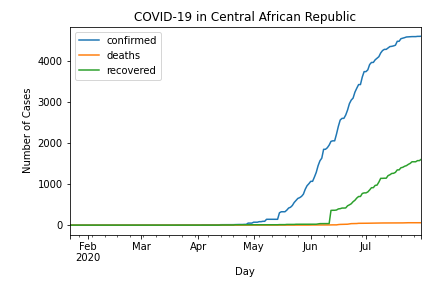 COVID-19 in Central African Republic
confirmed
deaths
recovered
Number of Cases
4000
3000
2000
1000
0
Feb
2020
Mar
Apr
May
Jun
Jul
Day